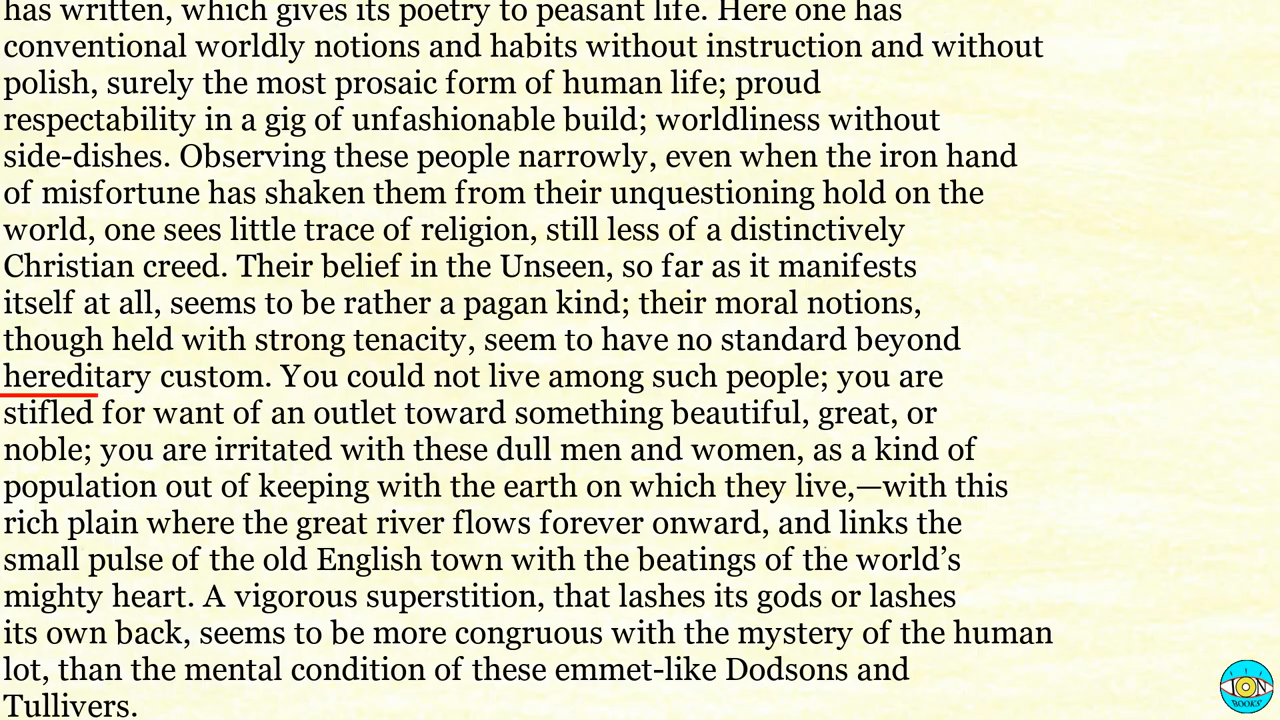 has written, which gives its poetry to peasant life. Here one has
conventional worldly notions and habits without instruction and without
polish, surely the most prosaic form of human life; proud
respectability in a gig of unfashionable build; worldliness without
side-dishes. Observing these people narrowly, even when the iron hand
of misfortune has shaken them from their unquestioning hold on the
world, one sees little trace of religion, still less of a distinctively
Christian creed. Their belief in the Unseen, so far as it manifests
itself at all, seems to be rather a pagan kind; their moral notions,
though held with strong tenacity, seem to have no standard beyond
hereditary custom. You could not live among such people; you are
stifled for want of an outlet toward something beautiful, great, or
noble; you are irritated with these dull men and women, as a kind of
population out of keeping with the earth on which they live,—with this
rich plain where the great river flows forever onward, and links the
small pulse of the old English town with the beatings of the world’s
mighty heart. A vigorous superstition, that lashes its gods or lashes
its own back, seems to be more congruous with the mystery of the human
lot, than the mental condition of these emmet-like Dodsons and
Tullivers.
ION
BOOKS